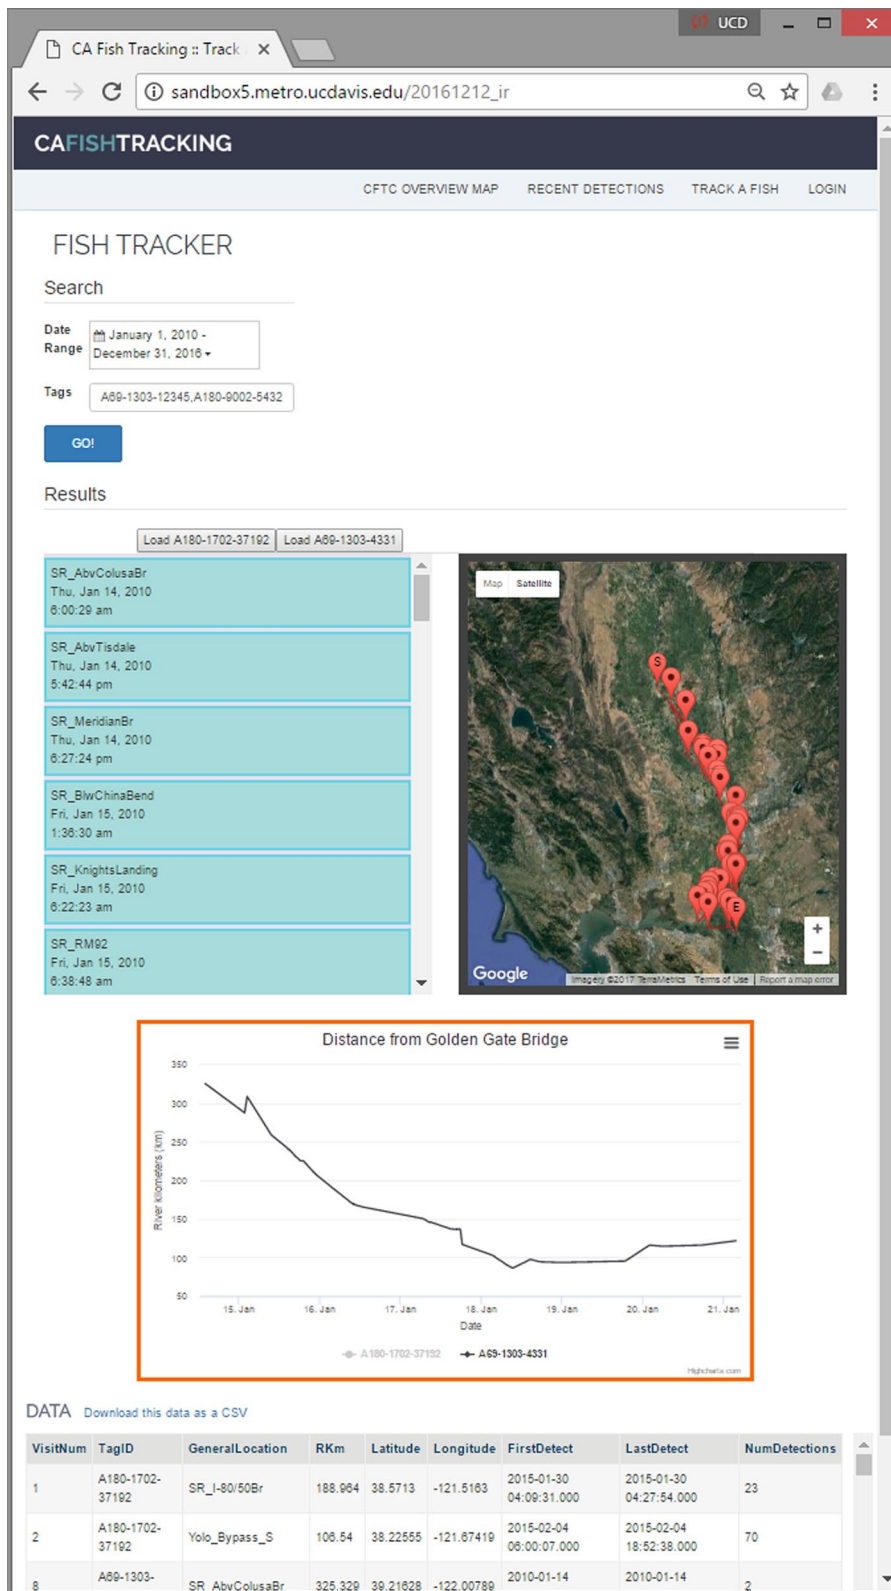 UCD
CA Fish Tracking :: Track
sandbox5.metro.ucdavis.edu/20161212_ir
CAFISHTRACKING
CFTC OVERVIEW MAP RECENT DETECTIONS TRACK A FISH LOGIN
FISH TRACKER
Search
Date Range
January 1, 2010 -
December 31, 2016
Tags
A69-1303-12345,A180-9002-5432
GO!
Results
Load A180-1702-37192 Load A69-1303-4331
SR_AbvColusaBr
Thu, Jan 14, 2010
6:00:29 am
SR_AbvTisdale
Thu, Jan 14, 2010
5:42:44 pm
SR_MeridianBr
Thu, Jan 14, 2010
6:27:24 pm
SR_BlwChinaBend
Fri, Jan 15, 2010
1:36:30 am
SR_KnightsLanding
Fri, Jan 15, 2010
6:22:23 am
SR_RM92
Fri, Jan 15, 2010
6:38:48 am
Map Satellite
S
E
+
−
Google
Imagery ©2017 TerraMetrics Terms of Use Report a map error
Distance from Golden Gate Bridge
River kilometers (km)
350
300
250
200
150
100
50
15. Jan 16. Jan 17. Jan 18. Jan 19. Jan 20. Jan 21. Jan
Date
A180-1702-37192 A69-1303-4331
Highcharts.com
DATA Download this data as a CSV
VisitNum TagID GeneralLocation RKm Latitude Longitude FirstDetect LastDetect NumDetections
1 A180-1702-37192 SR_I-80/50Br 188.964 38.5713 -121.5163 2015-01-30 04:09:31.000 2015-01-30 04:27:54.000 23
2 A180-1702-37192 Yolo_Bypass_S 106.54 38.22555 -121.67419 2015-02-04 06:00:07.000 2015-02-04 18:52:38.000 70
8 A69-1303- SR_AbvColusaBr 325.329 39.21628 -122.00789 2010-01-14 2010-01-14 2